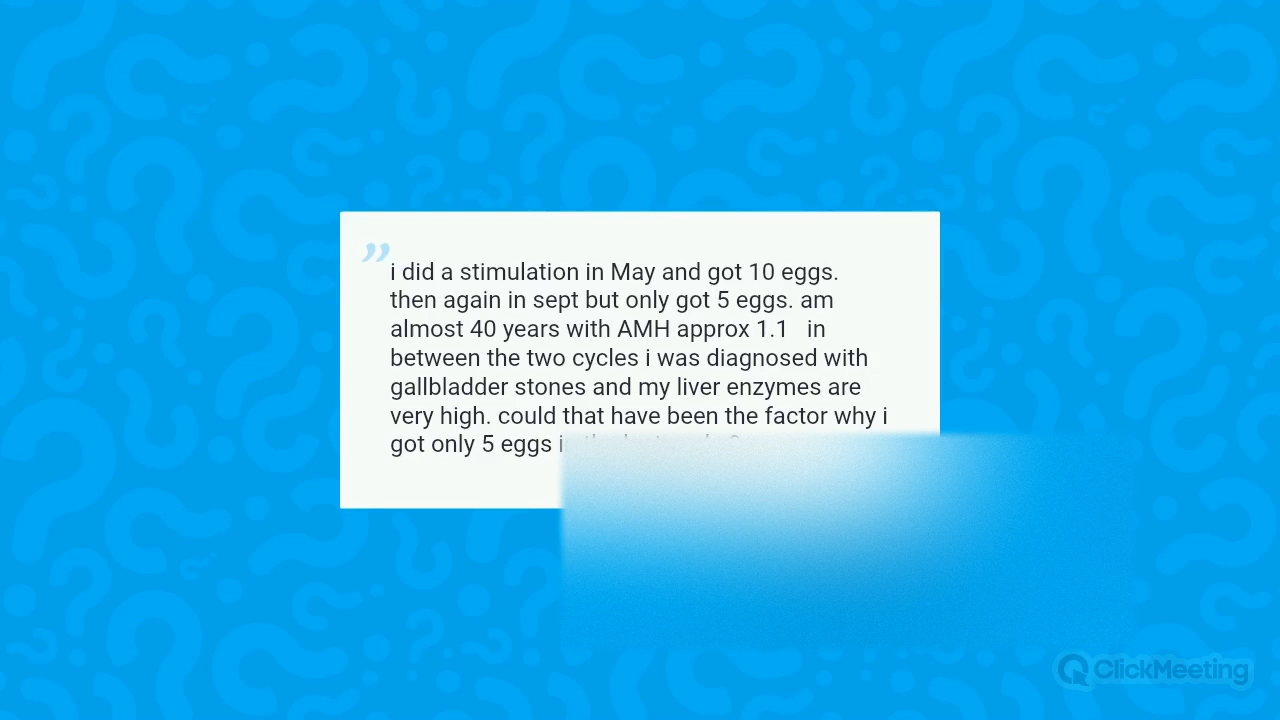 i did a stimulation in May and got 10 eggs.
then again in sept but only got 5 eggs. am
almost 40 years with AMH approx 1.1   in
between the two cycles i was diagnosed with
gallbladder stones and my liver enzymes are
very high. could that have been the factor why i
got only 5 eggs
ClickMeeting